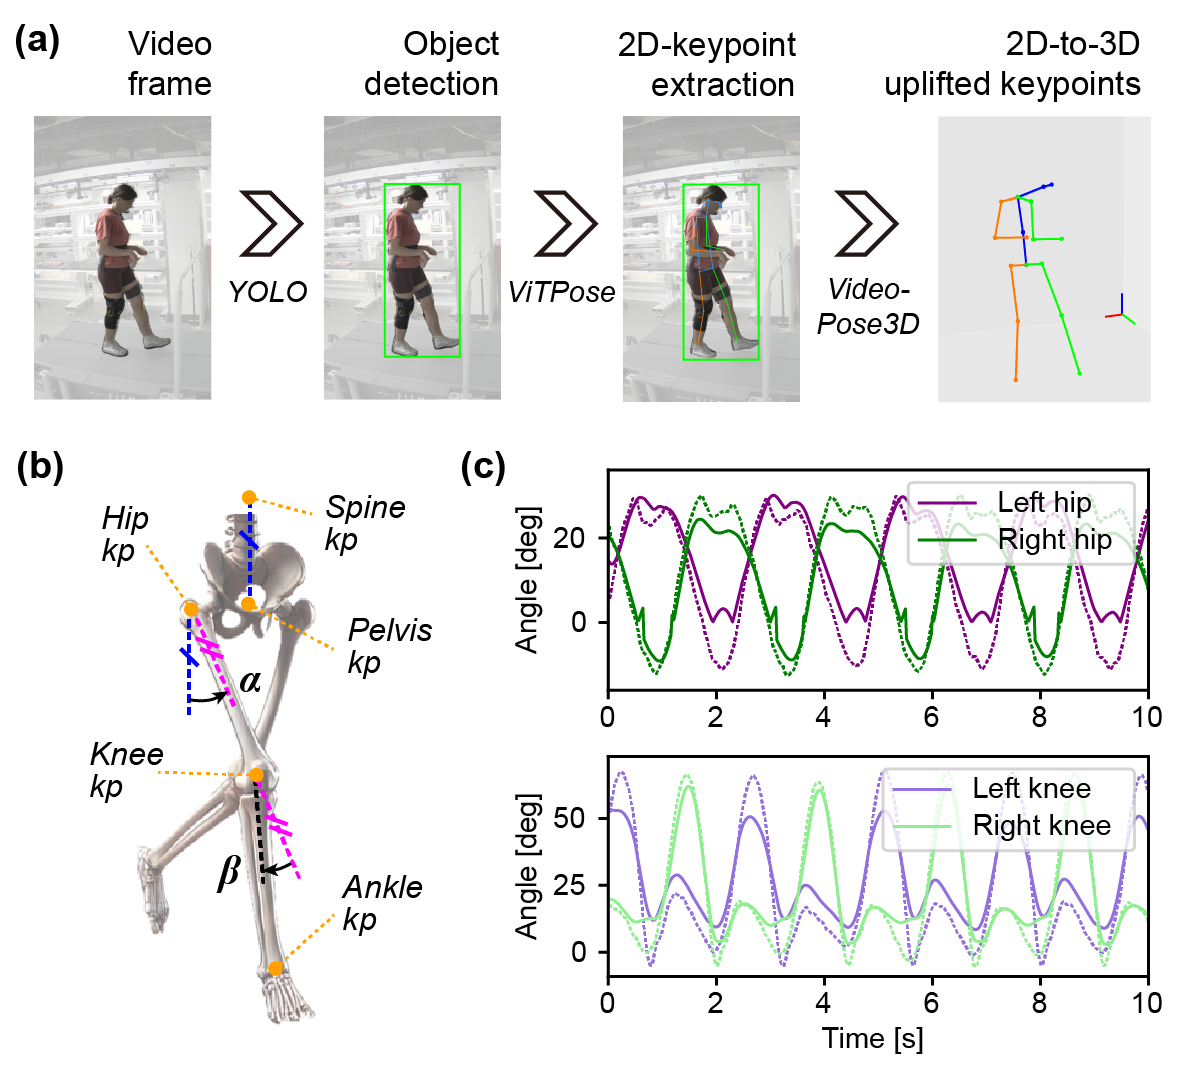 (a)
Video
frame
Object
detection
2D-keypoint
extraction
2D-to-3D
uplifted keypoints
YOLO
ViTPose
Video-
Pose3D
(b)
Hip
kp
Spine
kp
Pelvis
kp
α
Knee
kp
β
Ankle
kp
(c)
Angle [deg]
20
0
Left hip
Right hip
0 2 4 6 8 10
Angle [deg]
50
25
0
Left knee
Right knee
0 2 4 6 8 10
Time [s]